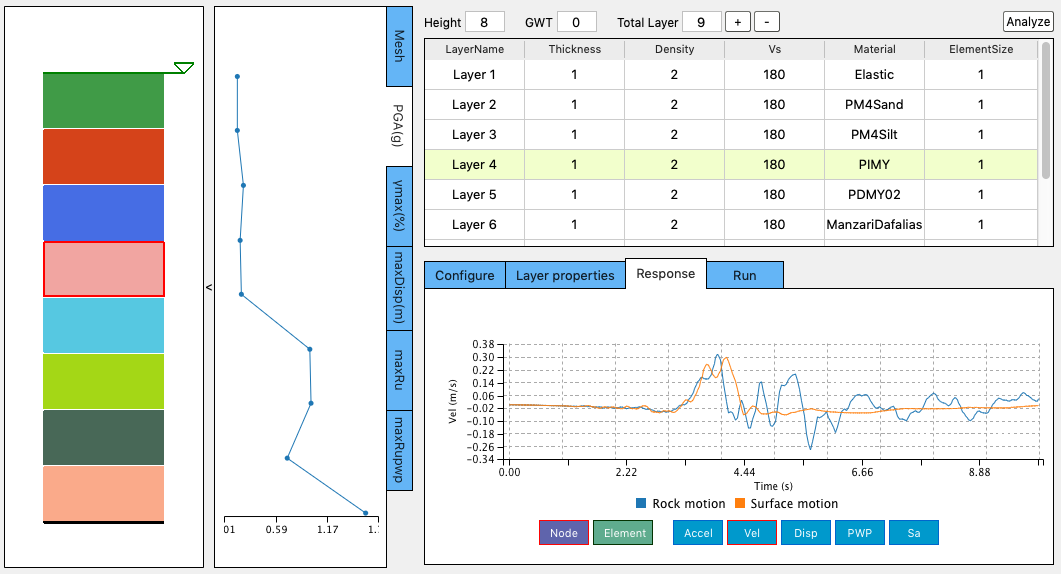 Height 8 GWT 0 Total Layer 9 + - Analyze
Mesh
PGA(g)
γmax(%)
maxDisp(m)
maxRu
maxRupwp
<
01 0.59 1.17 1.
LayerName Thickness Density Vs Material ElementSize
Layer 1 1 2 180 Elastic 1
Layer 2 1 2 180 PM4Sand 1
Layer 3 1 2 180 PM4Silt 1
Layer 4 1 2 180 PIMY 1
Layer 5 1 2 180 PDMY02 1
Layer 6 1 2 180 ManzariDafalias 1
Configure Layer properties Response Run
Vel (m/s)
0.38
0.30
0.22
0.14
0.06
−0.02
−0.10
−0.18
−0.26
−0.34
0.00 2.22 4.44 6.66 8.88
Time (s)
Rock motion Surface motion
Node Element Accel Vel Disp PWP Sa